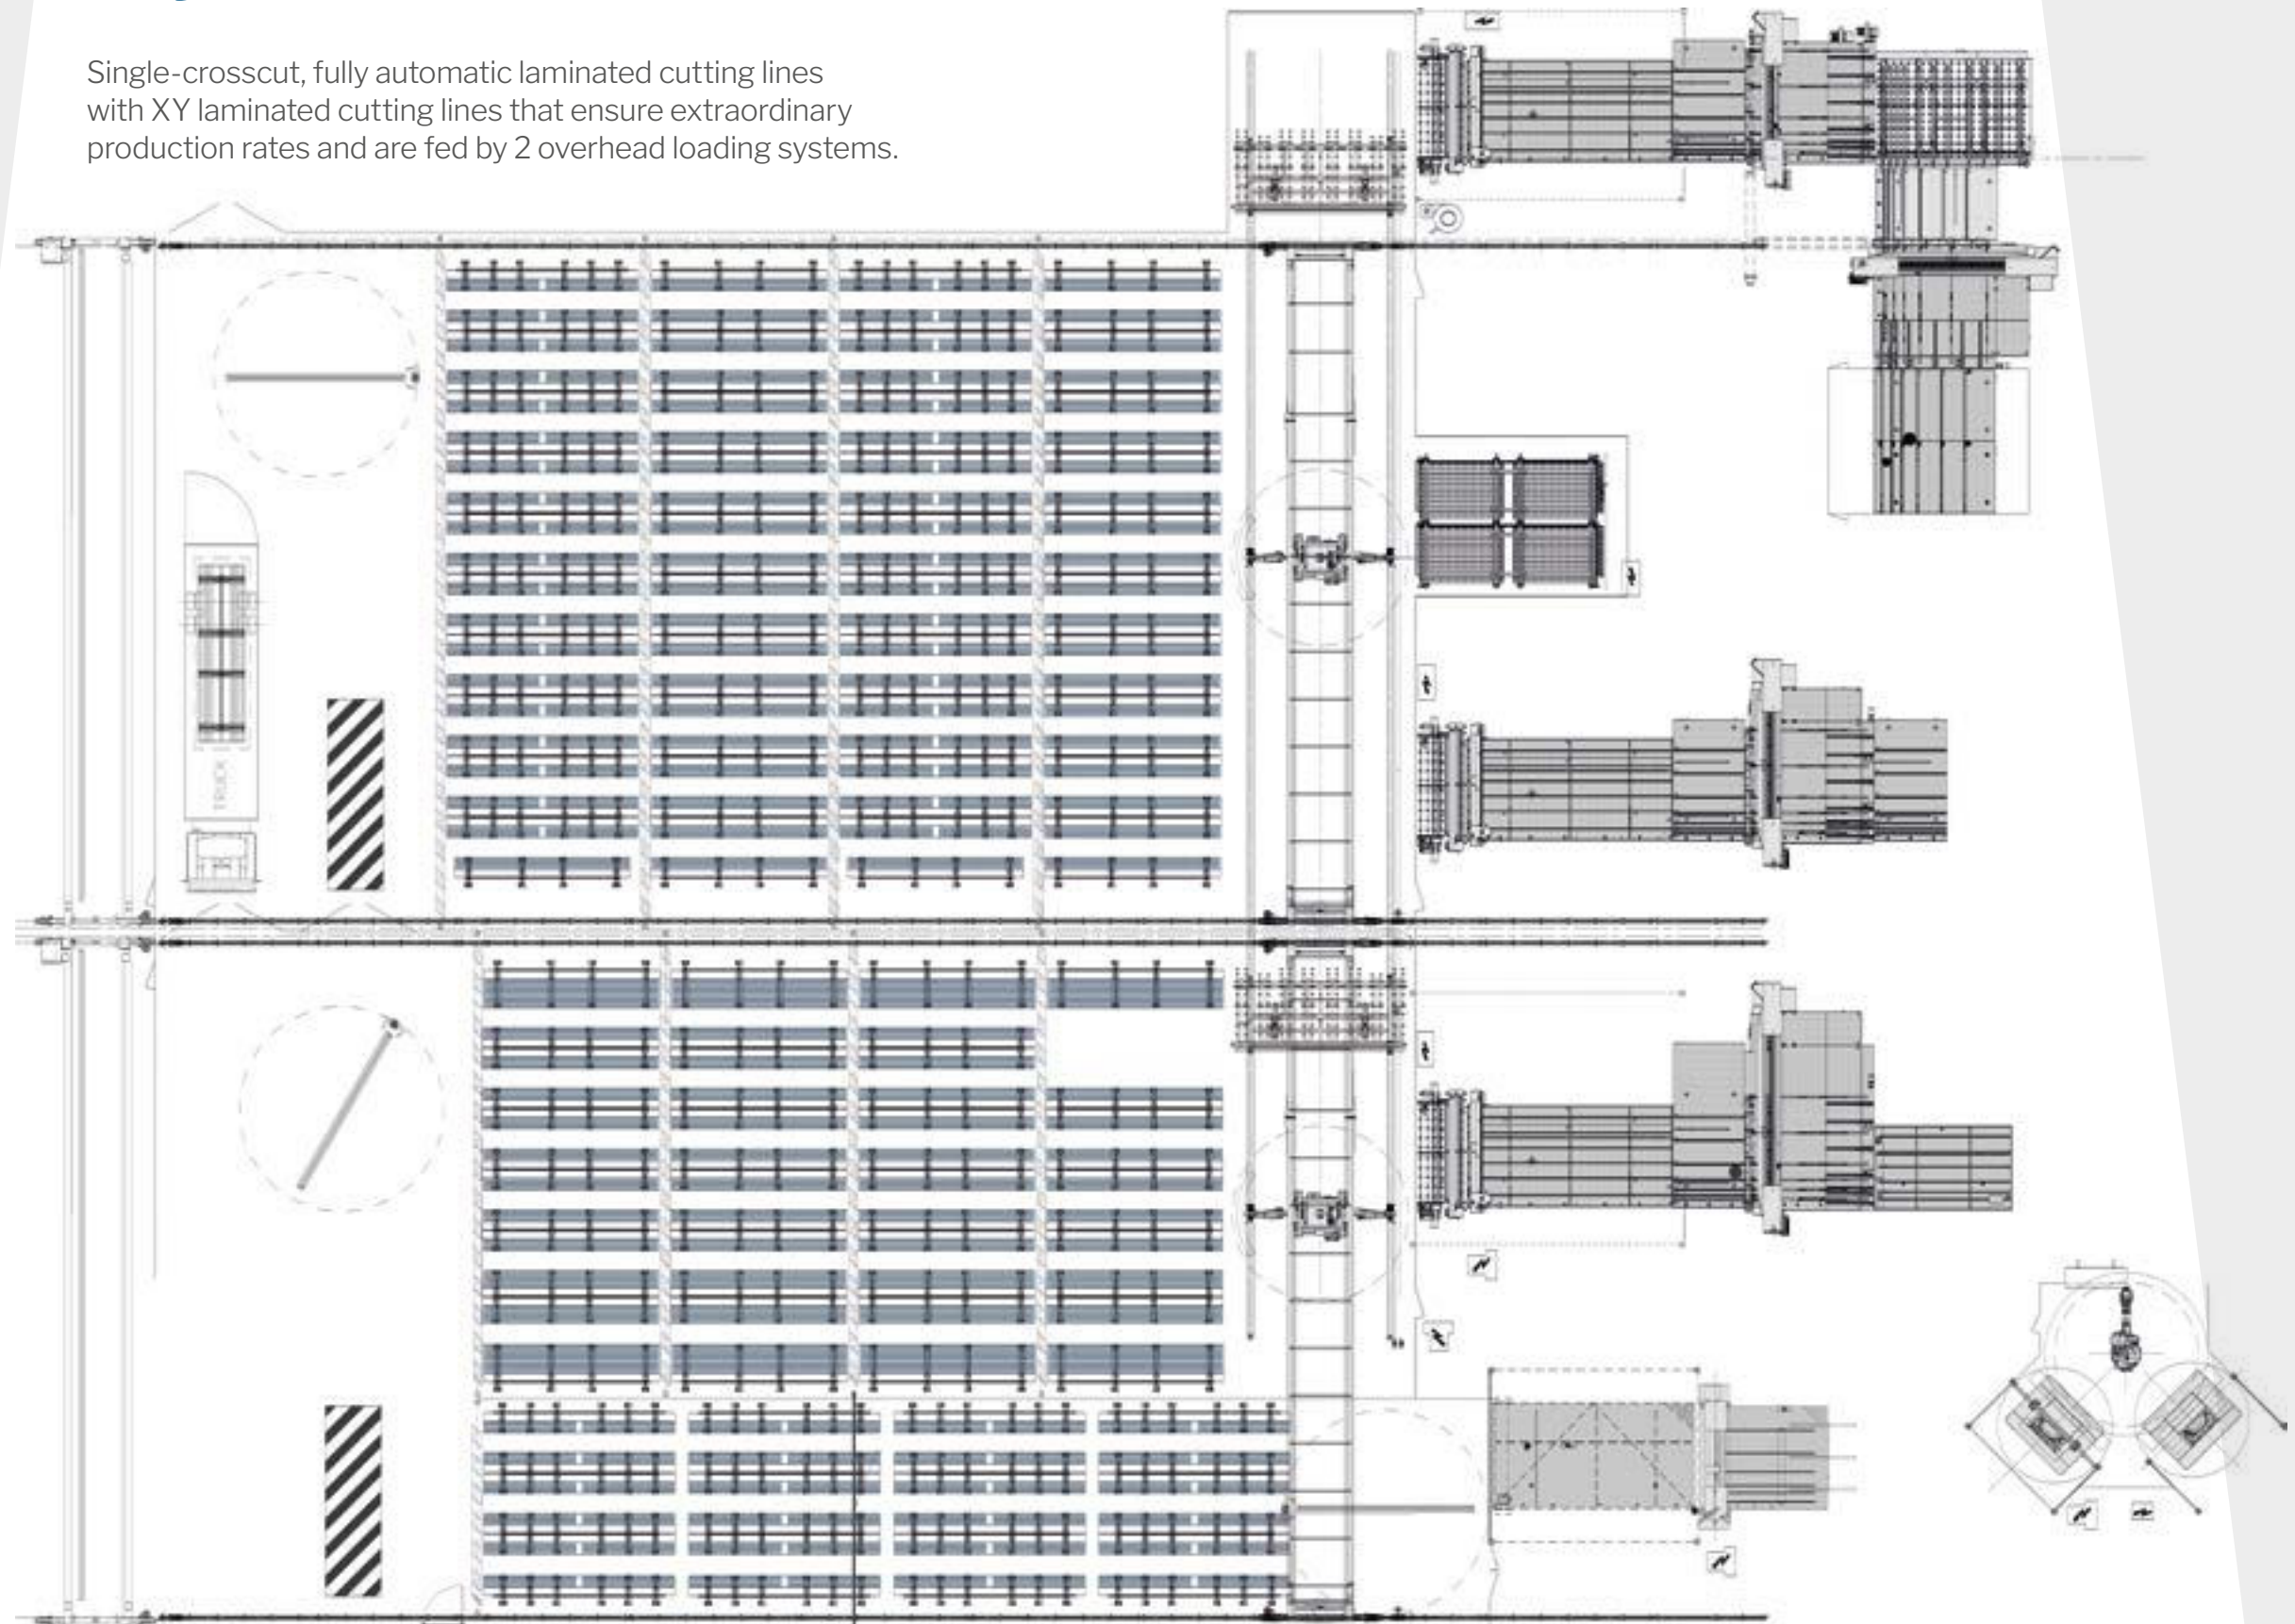 Single-crosscut, fully automatic laminated cutting lines
with XY laminated cutting lines that ensure extraordinary
production rates and are fed by 2 overhead loading systems.
TRUCK